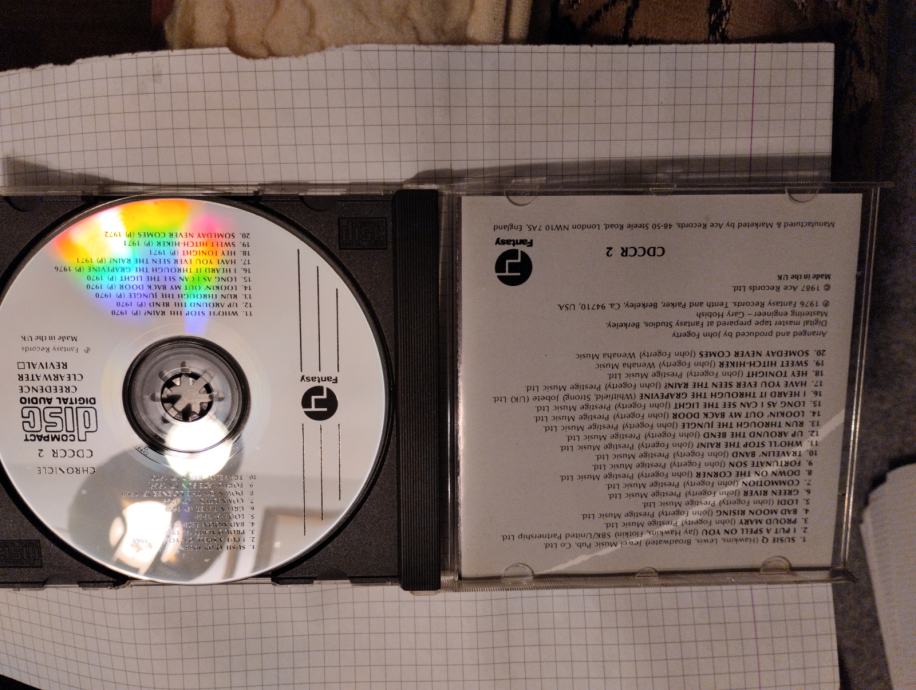 1. SUSIE Q (Hawkins, Lewis, Broadwater) Jewel Music Pub. Co Ltd.
2. I PUT A SPELL ON YOU (Jay Hawkins) SBK/United Partnership Ltd.
3. PROUD MARY (John Fogerty) Prestige Music Ltd.
4. BAD MOON RISING (John Fogerty) Prestige Music Ltd.
5. LODI (John Fogerty) Prestige Music Ltd.
6. GREEN RIVER (John Fogerty) Prestige Music Ltd.
7. COMMOTION (John Fogerty) Prestige Music Ltd.
8. DOWN ON THE CORNER (John Fogerty) Prestige Music Ltd.
9. FORTUNATE SON (John Fogerty) Prestige Music Ltd.
10. TRAVELIN' BAND (John Fogerty) Prestige Music Ltd.
11. WHO'LL STOP THE RAIN? (John Fogerty) Prestige Music Ltd.
12. UP AROUND THE BEND (John Fogerty) Prestige Music Ltd.
13. RUN THROUGH THE JUNGLE (John Fogerty) Prestige Music Ltd.
14. LOOKIN' OUT MY BACK DOOR (John Fogerty) Prestige Music Ltd.
15. LONG AS I CAN SEE THE LIGHT (John Fogerty) Prestige Music Ltd.
16. I HEARD IT THROUGH THE GRAPEVINE (Whitfield, Strong) Jobete (UK) Ltd.
17. HAVE YOU EVER SEEN THE RAIN? (John Fogerty) Prestige Music Ltd.
18. HEY TONIGHT (John Fogerty) Prestige Music Ltd.
19. SWEET HITCH-HIKER (John Fogerty) Wenaha Music
20. SOMEDAY NEVER COMES (John Fogerty) Wenaha Music
Arranged and produced by John Fogerty
Digital master tape prepared at Fantasy Studios, Berkeley,
Mastering engineer – Gary Hobish
℗ 1976 Fantasy Records, Tenth and Parker, Berkeley, Ca 94710, USA.
© 1987 Ace Records Ltd.
Made in the UK
CDCCR 2
Fantasy
Manufactured & Marketed by Ace Records, 48-50 Steele Road, London NW10 7AS, England
Fantasy
CHRONICLE
CDCCR 2
COMPACT
disc
DIGITAL AUDIO
CREEDENCE
CLEARWATER
REVIVAL
℗ Fantasy Records
Made in the UK
11. WHO'LL STOP THE RAIN? (P) 1970
12. UP AROUND THE BEND (P) 1970
13. RUN THROUGH THE JUNGLE (P) 1970
14. LOOKIN' OUT MY BACK DOOR (P) 1970
15. LONG AS I CAN SEE THE LIGHT (P) 1970
16. I HEARD IT THROUGH THE GRAPEVINE (P) 1976
17. HAVE YOU EVER SEEN THE RAIN? (P) 1971
18. HEY TONIGHT (P) 1971
19. SWEET HITCH-HIKER (P) 1971
20. SOMEDAY NEVER COMES (P) 1972